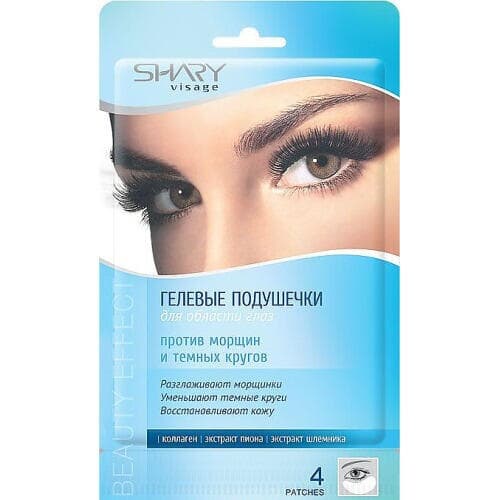 SHARY
visage
ГЕЛЕВЫЕ ПОДУШЕЧКИ
для области глаз
против морщин
и темных кругов
Разглаживают морщинки
Уменьшают темные круги
Восстанавливают кожу
| коллаген | экстракт пиона | экстракт шлемника
4
PATCHES
BEAUTY EFFECT